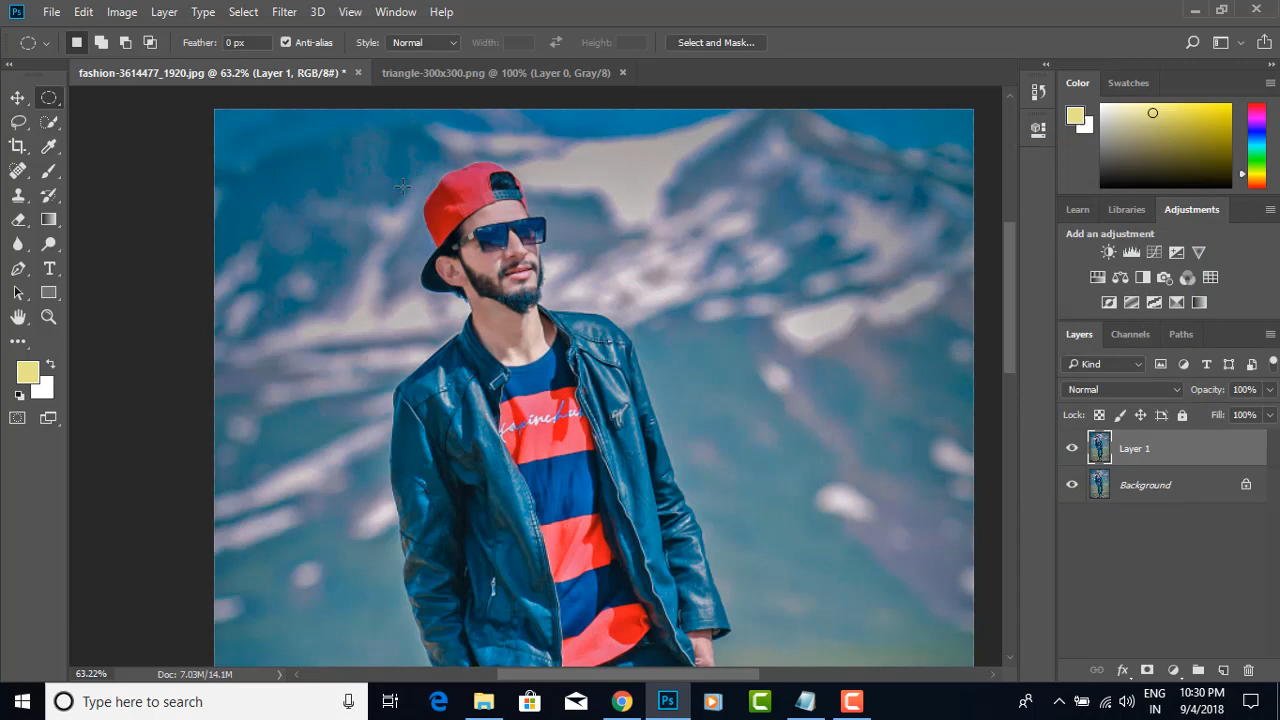 Ps File Edit Image Layer Type Select Filter 3D View Window Help
Feather: 0 px Anti-alias Style: Normal Width: Height: Select and Mask...
fashion-3614477_1920.jpg @ 63.2% (Layer 1, RGB/8#) * × triangle-300x300.png @ 100% (Layer 0, Gray/8) ×
Color Swatches
Learn Libraries Adjustments
Add an adjustment
Layers Channels Paths
Kind
Normal Opacity: 100%
Lock: Fill: 100%
Layer 1
Background
63.22% Doc: 7.03M/14.1M
Type here to search
Ps
ENG
IN
10:30 PM
9/4/2018